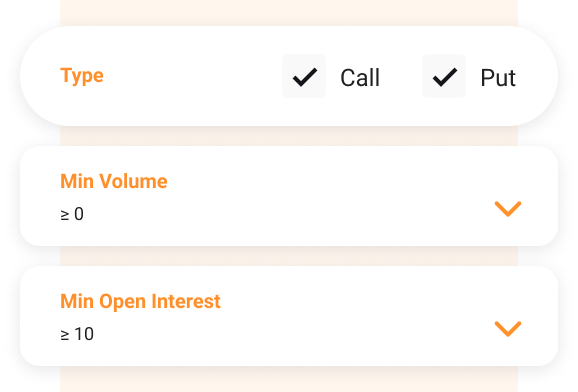 Type Call Put
Min Volume
≥ 0
Min Open Interest
≥ 10